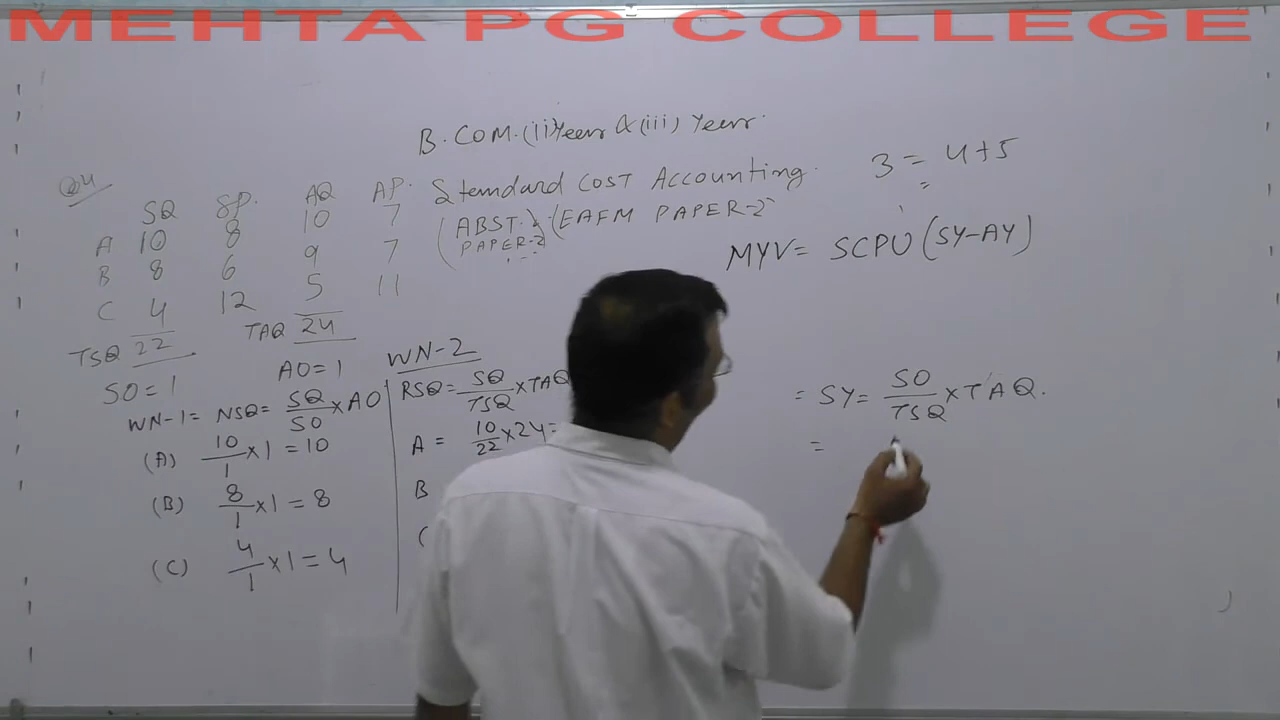 MEHTA PG COLLEGE
B.COM.(ii)Year & (iii) Year.
Standard COST Accounting.
(ABST. PAPER-2) (EAFM PAPER-2
3 = 4+5
MYV= SCPU (SY-AY)
= SY= SO/TSQ × TAQ.
=
Q4
SQ SP. AQ AP.
A 10 8 10 7
B 8 6 9 7
C 4 12 5 11
TSQ 22 TAQ 24
SO=1 AO=1
WN-1= NSQ= SQ/SO × AO
(A) 10/1 ×1 = 10
(B) 8/1 ×1 = 8
(C) 4/1 ×1 = 4
WN-2
RSQ= SQ/TSQ ×TAQ
A = 10/22 ×24=
B
(